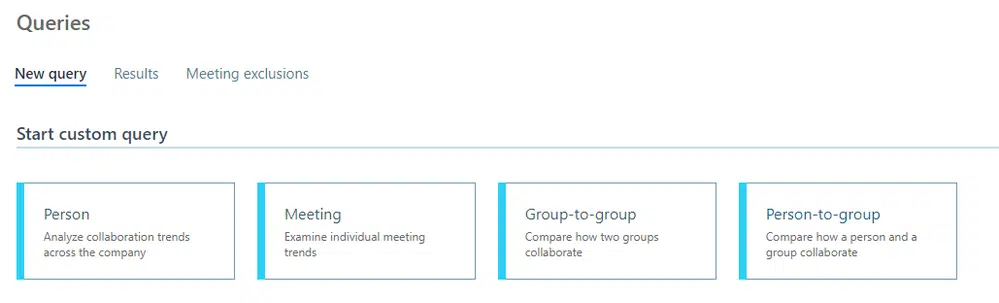 Queries
New query
Results
Meeting exclusions
Start custom query
Person
Analyze collaboration trends
across the company
Meeting
Examine individual meeting
trends
Group-to-group
Compare how two groups
collaborate
Person-to-group
Compare how a person and a
group collaborate